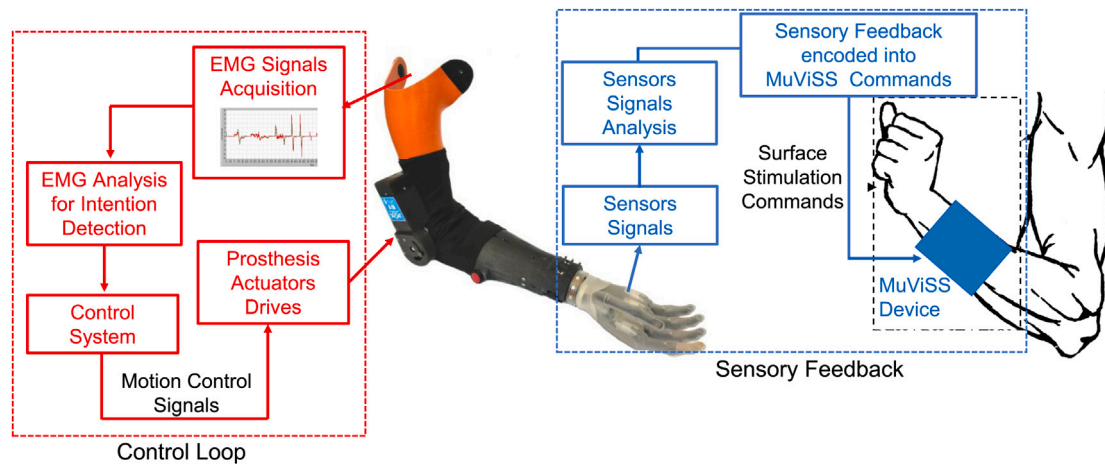 EMG Signals
Acquisition
EMG Analysis
for Intention
Detection
Control
System
Motion Control
Signals
Prosthesis
Actuators
Drives
Control Loop
Sensors
Signals
Sensors
Signals
Analysis
Sensory Feedback
encoded into
MuViSS Commands
Surface
Stimulation
Commands
MuViSS
Device
Sensory Feedback